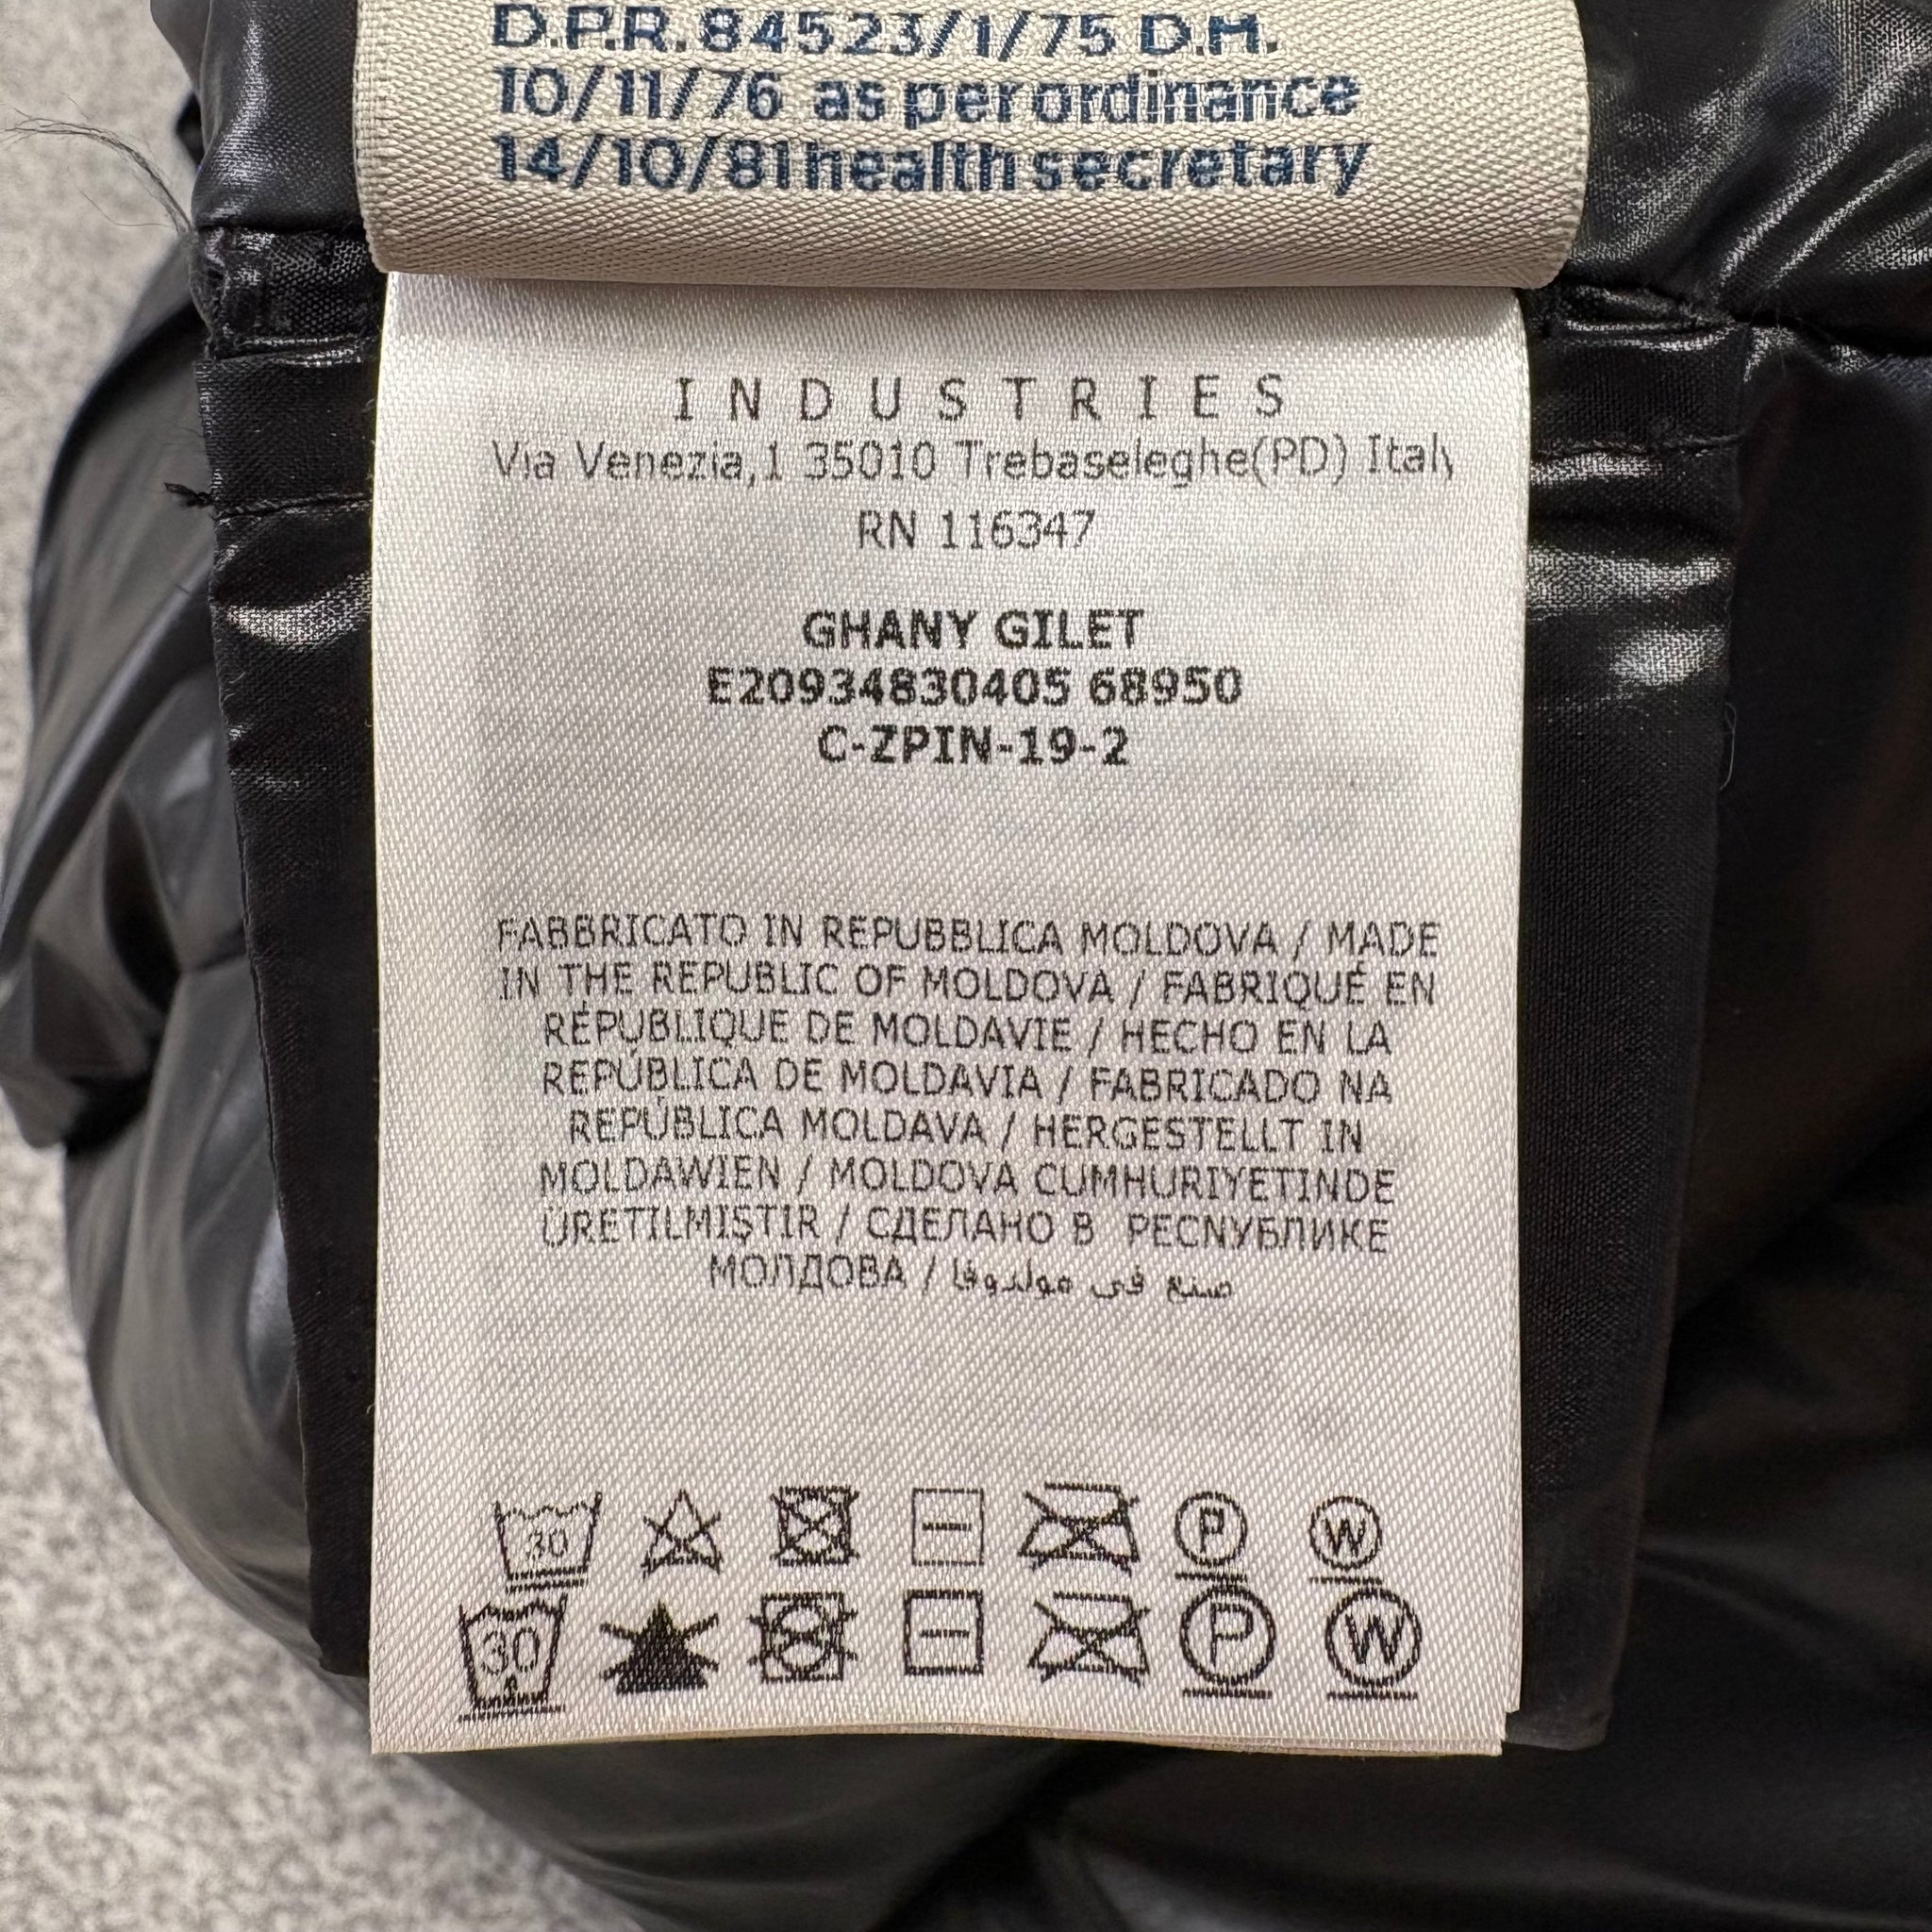 D.P.R. 84523/1/75 D.M.
10/11/76 as per ordinance
14/10/81 health secretary
INDUSTRIES
Via Venezia,1 35010 Trebaseleghe(PD) Italy
RN 116347
GHANY GILET
E20934830405 68950
C-ZPIN-19-2
FABBRICATO IN REPUBBLICA MOLDOVA / MADE
IN THE REPUBLIC OF MOLDOVA / FABRIQUÉ EN
RÉPUBLIQUE DE MOLDAVIE / HECHO EN LA
REPÚBLICA DE MOLDAVIA / FABRICADO NA
REPÚBLICA MOLDAVA / HERGESTELLT IN
MOLDAWIEN / MOLDOVA CUMHURIYETINDE
ÜRETILMIŞTIR / СДЕЛАНО В РЕСПУБЛИКЕ
МОЛДОВА / صنع في مولدوفا
30 P W
30 P W